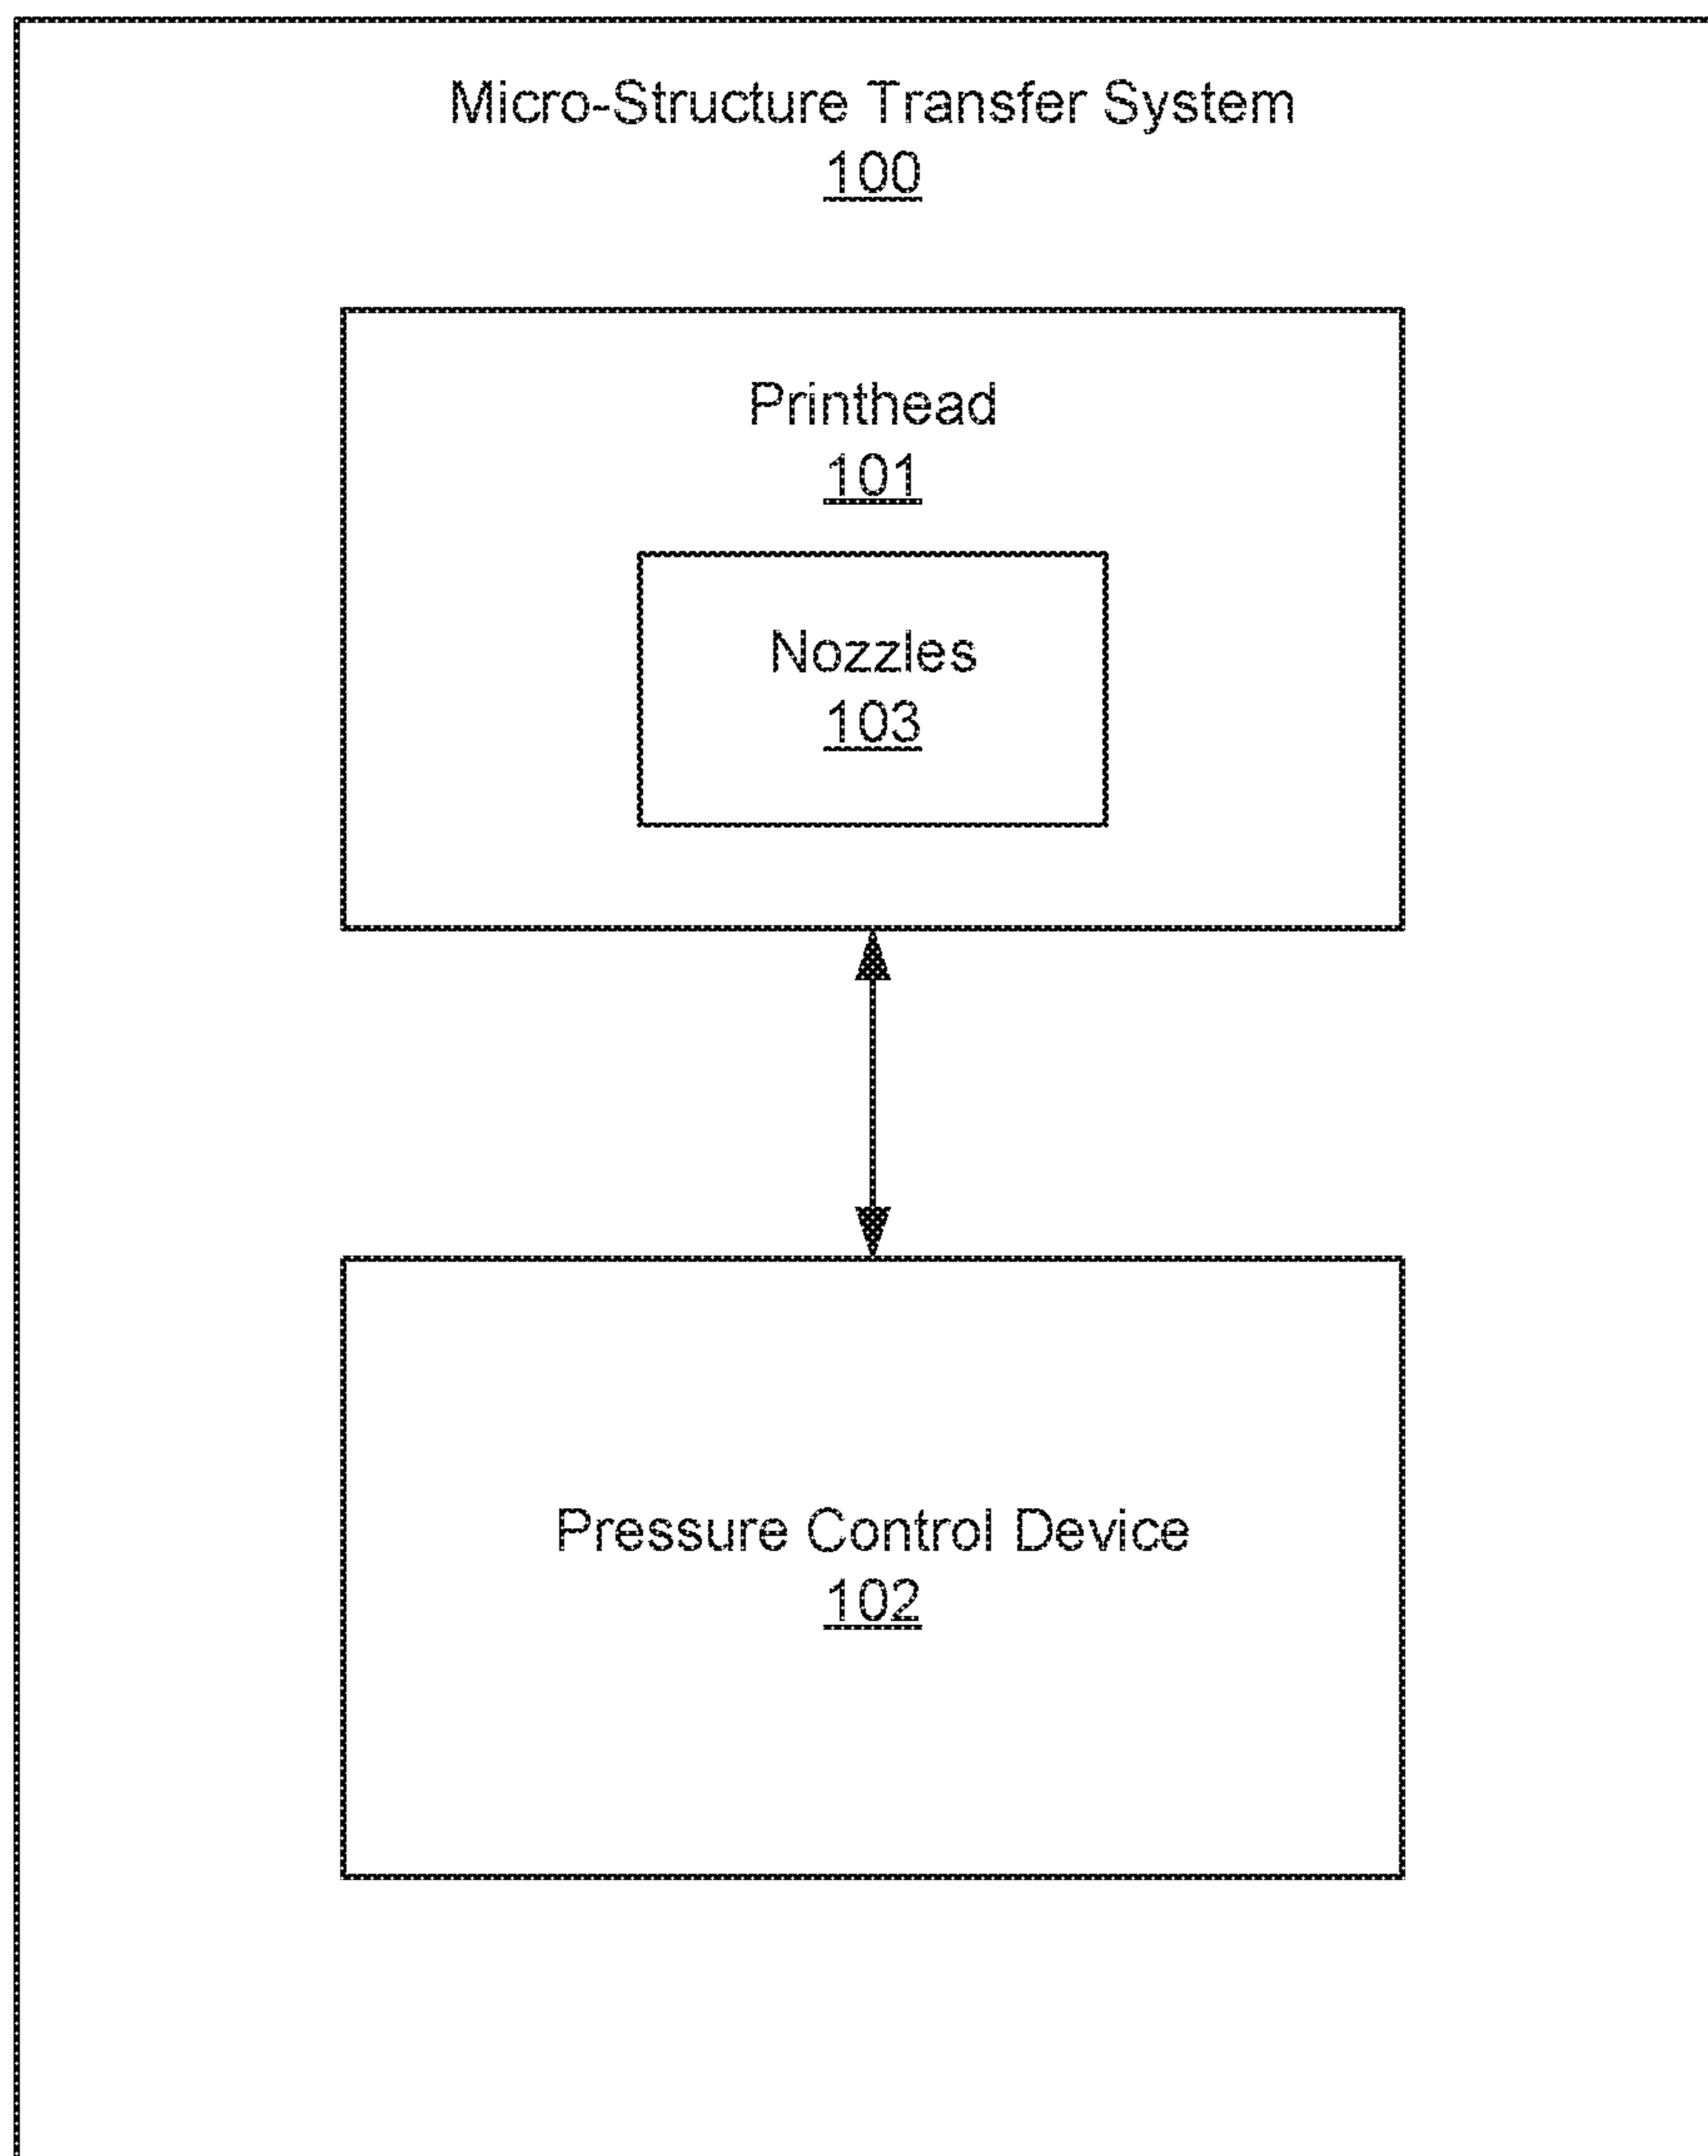 Micro-Structure Transfer System
100
Printhead
101
Nozzles
103
Pressure Control Device
102